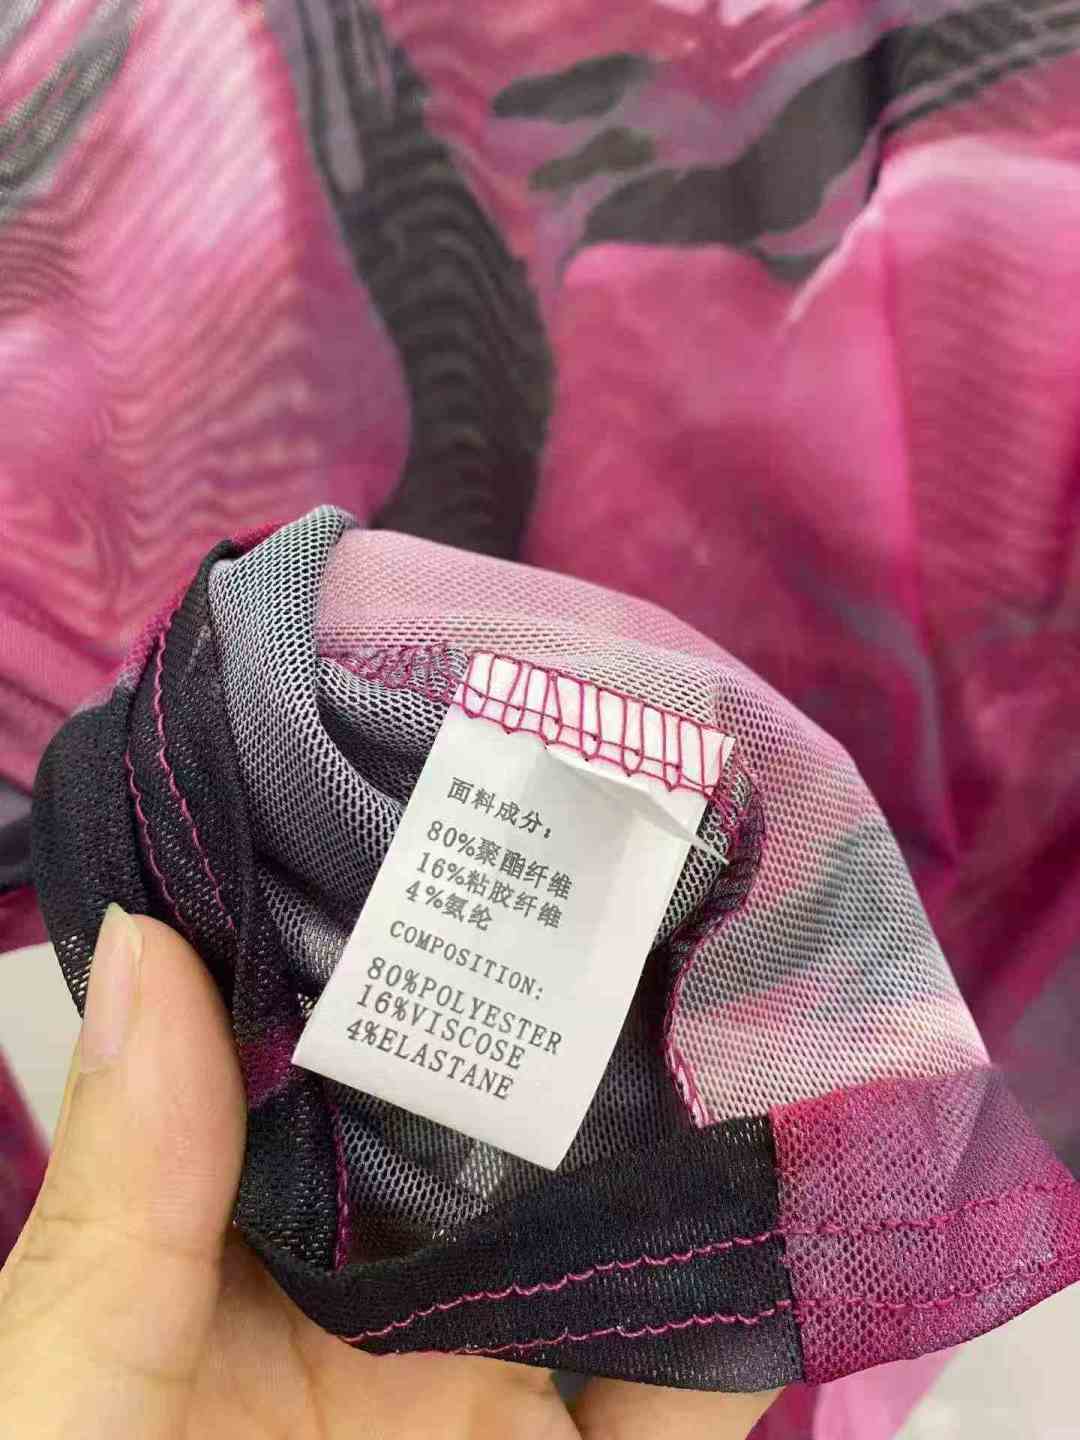 面料成分：
80%聚酯纤维
16%粘胶纤维
4%氨纶
COMPOSITION:
80%POLYESTER
16%VISCOSE
4%ELASTANE